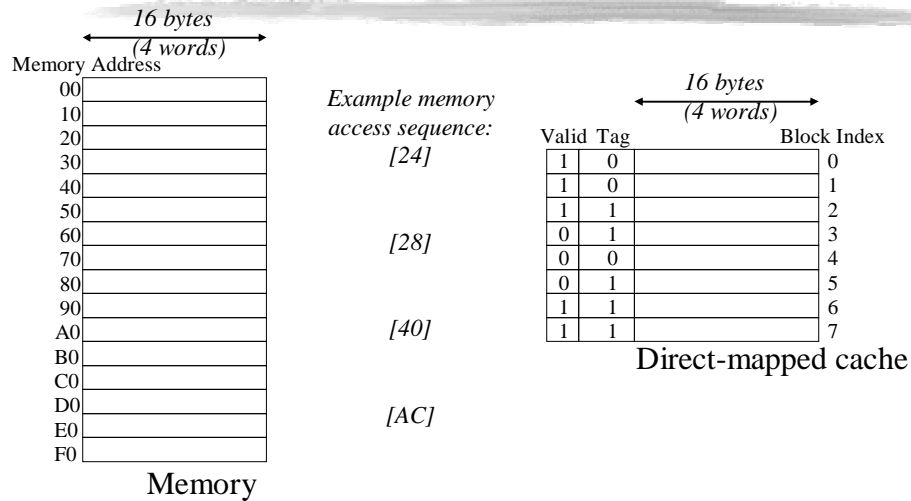 16 bytes
(4 words)
Memory Address
00
10
20
30
40
50
60
70
80
90
A0
B0
C0
D0
E0
F0
Memory
Example memory
access sequence:
[24]
[28]
[40]
[AC]
16 bytes
(4 words)
Valid Tag Block Index
1 0 0
1 0 1
1 1 2
0 1 3
0 0 4
0 1 5
1 1 6
1 1 7
Direct-mapped cache